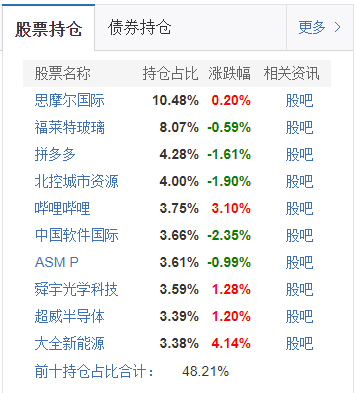 股票持仓 债券持仓 更多 >
股票名称 持仓占比 涨跌幅 相关资讯
思摩尔国际 10.48% 0.20% 股吧
福莱特玻璃 8.07% -0.59% 股吧
拼多多 4.28% -1.61% 股吧
北控城市资源 4.00% -1.90% 股吧
哔哩哔哩 3.75% 3.10% 股吧
中国软件国际 3.66% -2.35% 股吧
ASM P 3.61% -0.99% 股吧
舜宇光学科技 3.59% 1.28% 股吧
超威半导体 3.39% 1.20% 股吧
大全新能源 3.38% 4.14% 股吧
前十持仓占比合计： 48.21%